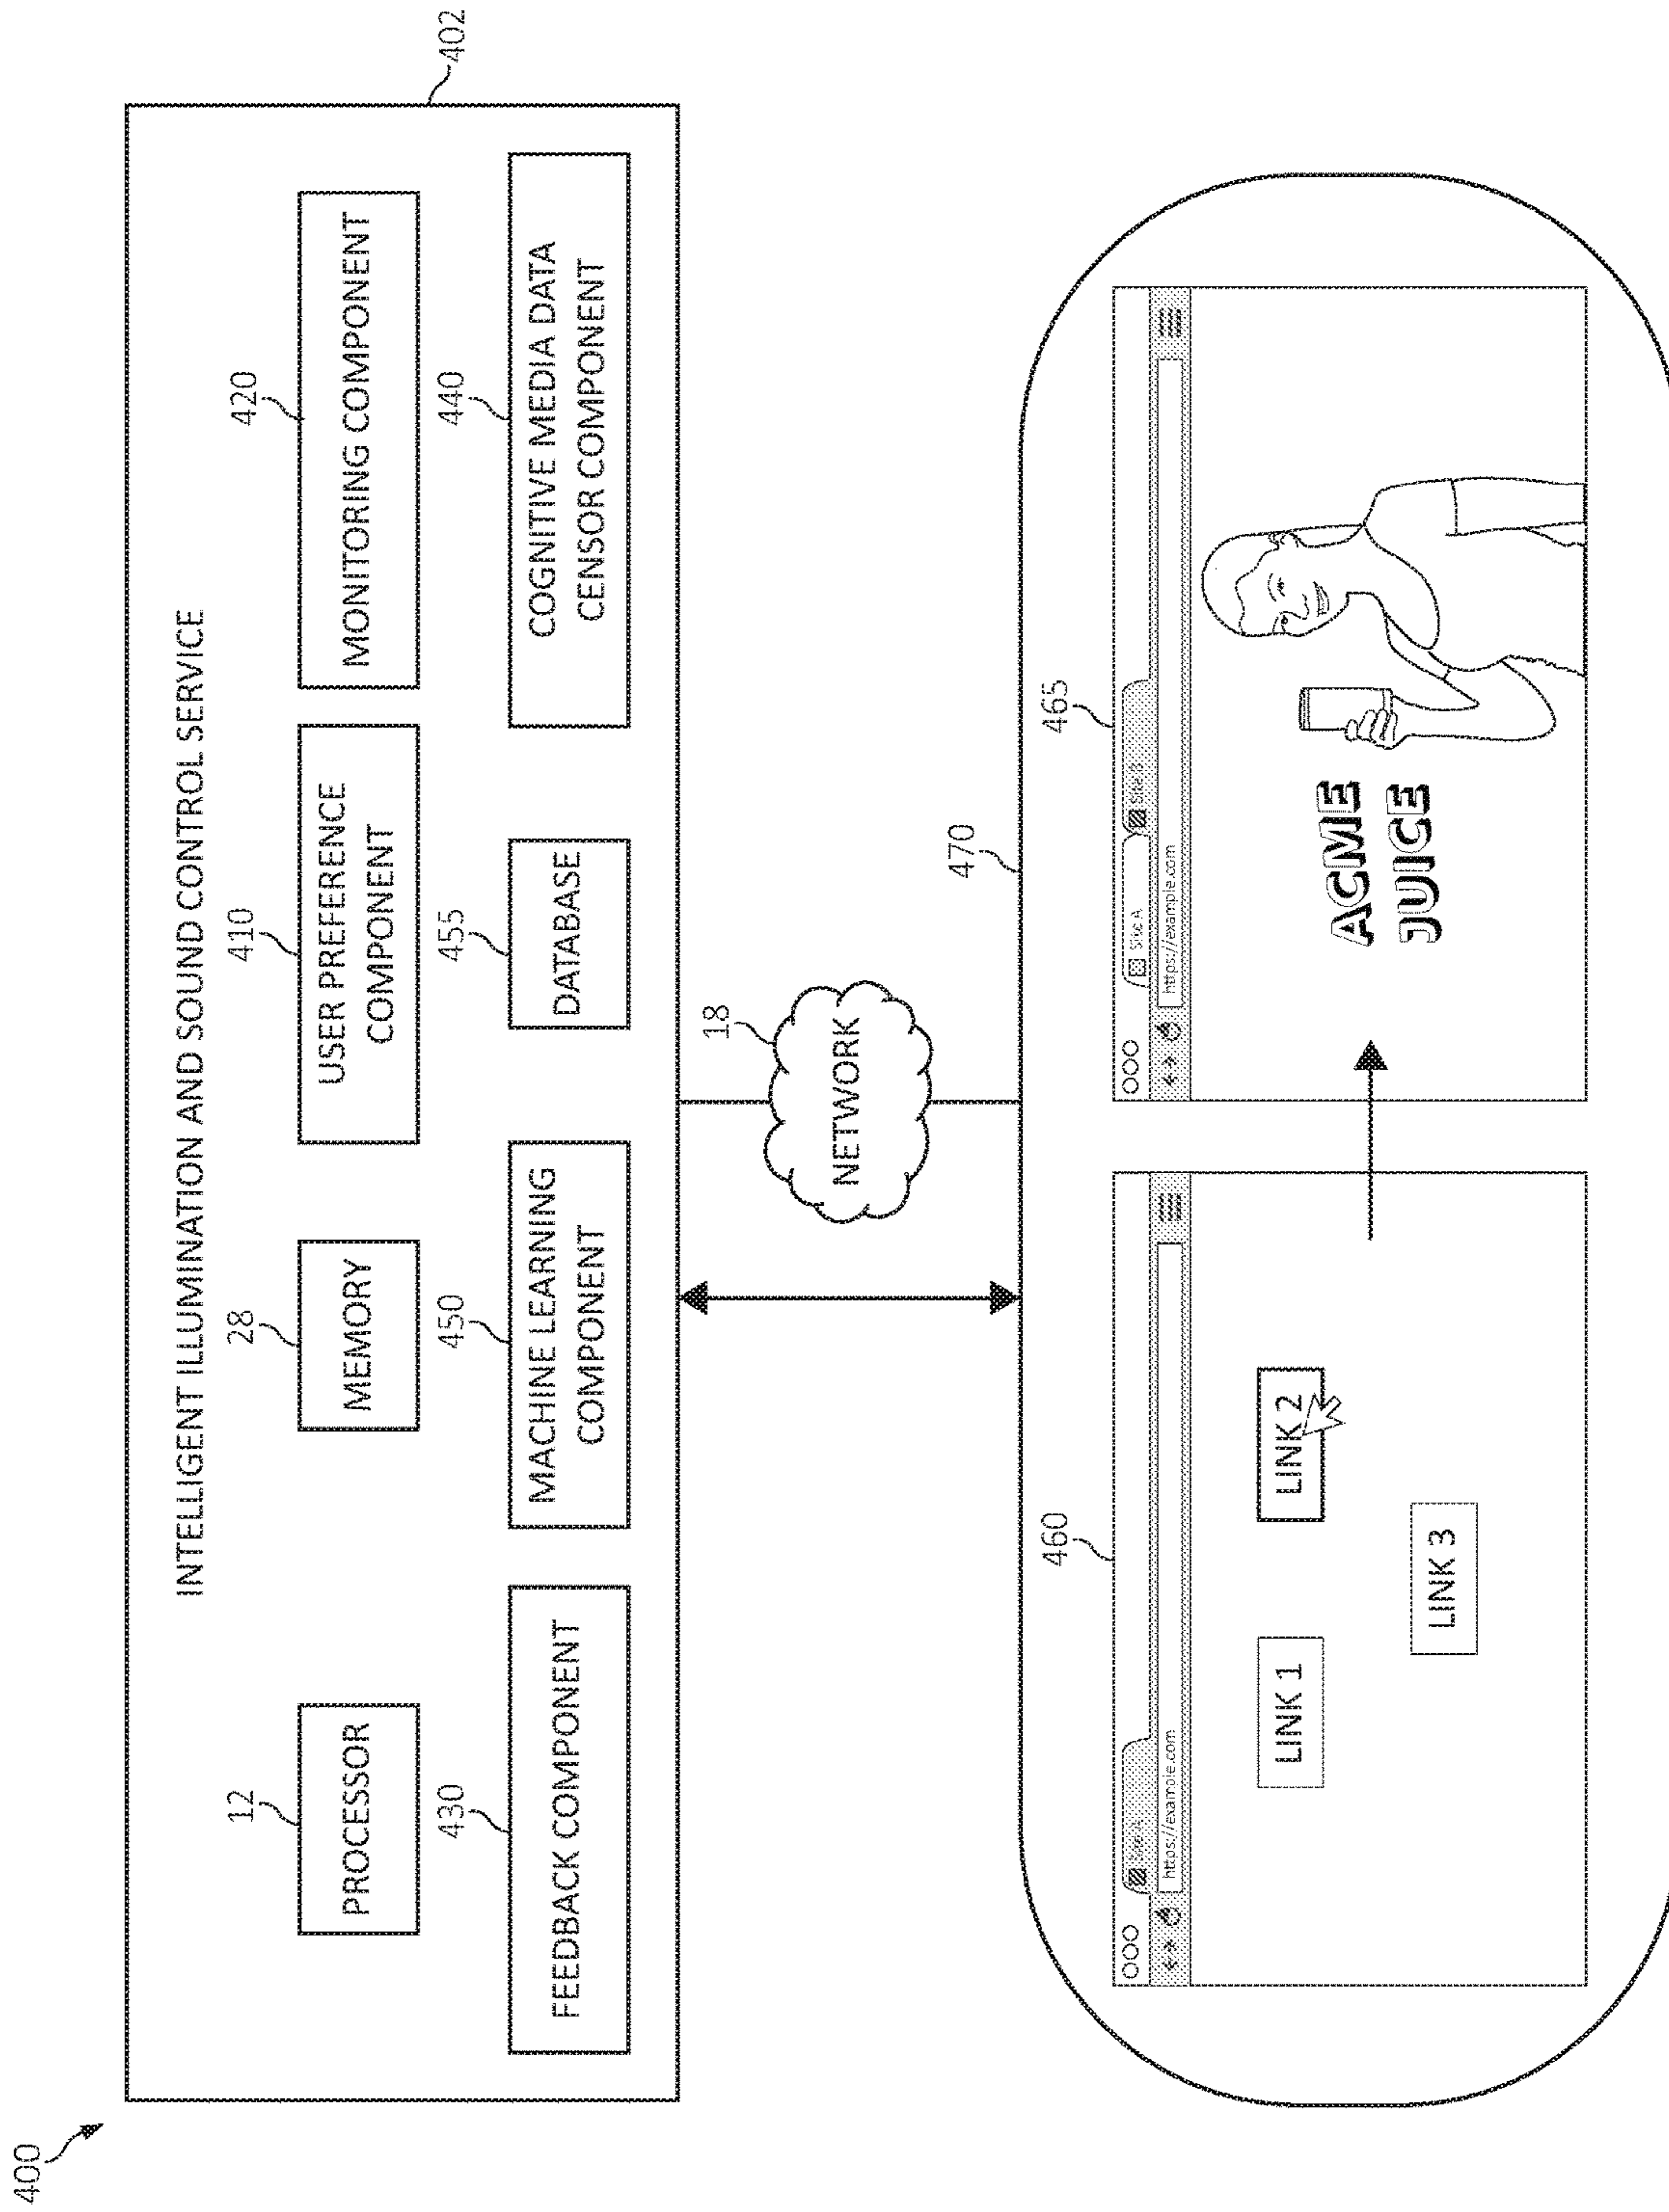 400
402
INTELLIGENT ILLUMINATION AND SOUND CONTROL SERVICE
12
28
410
420
PROCESSOR
MEMORY
USER PREFERENCE
COMPONENT
MONITORING COMPONENT
430
450
455
440
FEEDBACK COMPONENT
MACHINE LEARNING
COMPONENT
DATABASE
COGNITIVE MEDIA DATA
CENSOR COMPONENT
18
NETWORK
470
460
Site A
https://example.com
LINK 1
LINK 2
LINK 3
465
Site A
Site B
https://example.com
ACME
JUICE